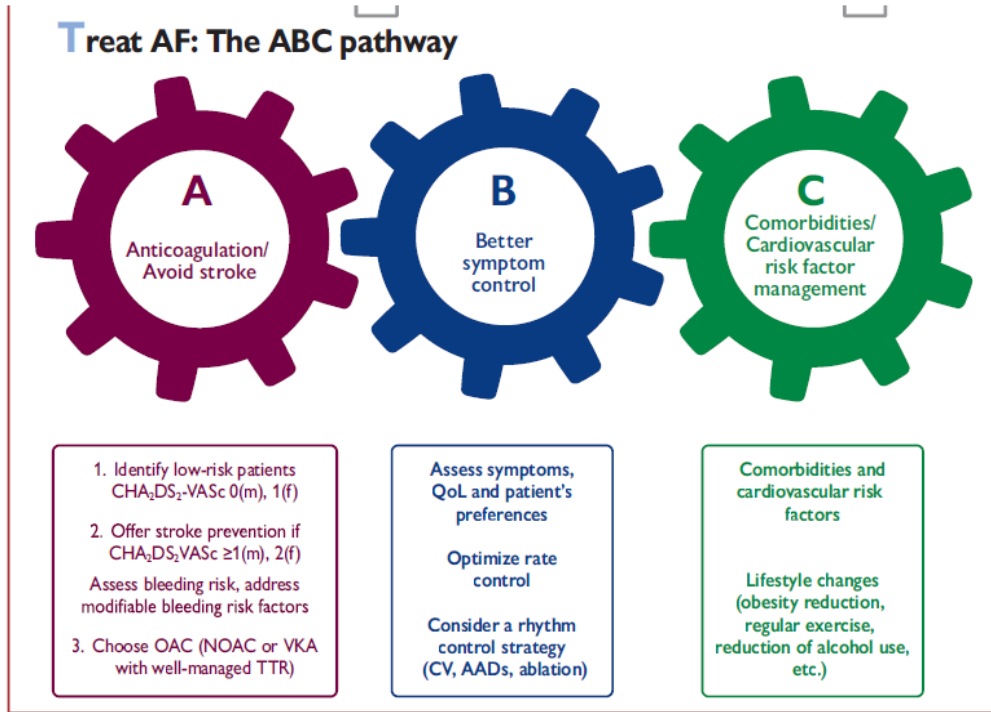 Treat AF: The ABC pathway
A
Anticoagulation/
Avoid stroke
B
Better
symptom
control
C
Comorbidities/
Cardiovascular
risk factor
management
1. Identify low-risk patients
CHA₂DS₂-VASc 0(m), 1(f)
2. Offer stroke prevention if
CHA₂DS₂VASc ≥1(m), 2(f)
Assess bleeding risk, address
modifiable bleeding risk factors
3. Choose OAC (NOAC or VKA
with well-managed TTR)
Assess symptoms,
QoL and patient's
preferences
Optimize rate
control
Consider a rhythm
control strategy
(CV, AADs, ablation)
Comorbidities and
cardiovascular risk
factors
Lifestyle changes
(obesity reduction,
regular exercise,
reduction of alcohol use,
etc.)